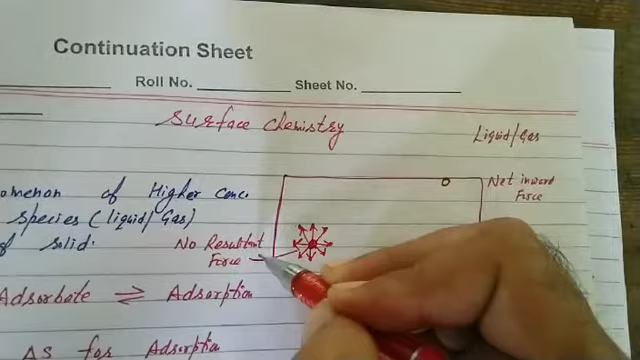 Continuation Sheet
Roll No. Sheet No.
Surface Chemistry
Liquid/Gas
omenon of Higher Conc.
Net inward
Force
species (liquid/Gas)
of solid.
No Resultant
Force
Adsorbate ⇌ Adsorption
AS for Adsorption